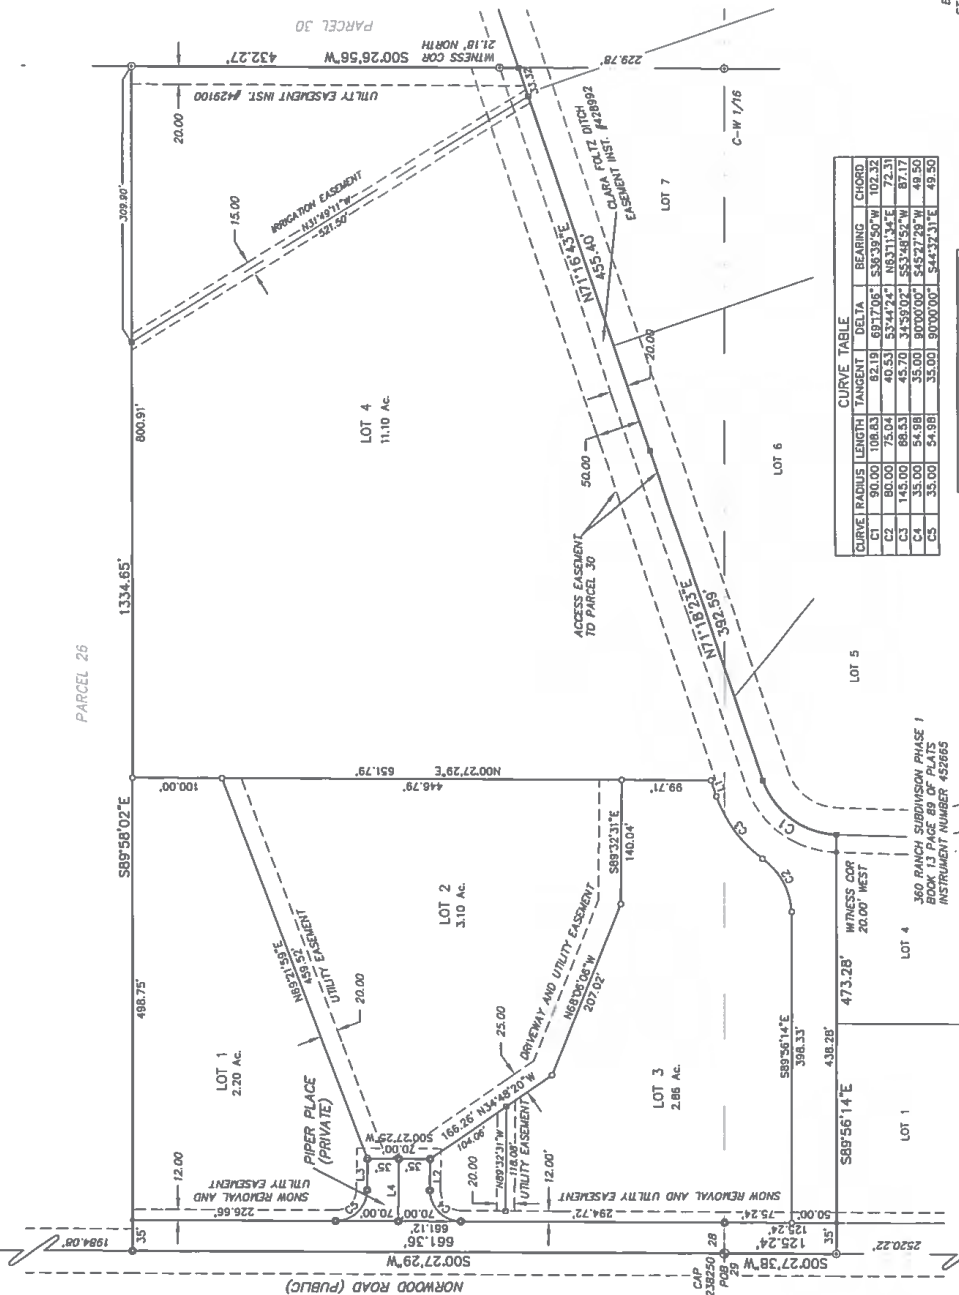 PARCEL 30
S00°26'56"W 432.27'
WITNESS COR
21.18' NORTH
229.78'
33.32'
UTILITY EASEMENT INST. #429100
20.00
309.90'
15.00
IRRIGATION EASEMENT
N31°49'11"W
521.50'
CLARA FOLTZ DITCH
EASEMENT INST. #428992
C-W 1/16
LOT 7
N71°16'43"E
455.40'
20.00
800.91'
LOT 4
11.10 Ac.
50.00
LOT 6
1334.65'
ACCESS EASEMENT
TO PARCEL 30
PARCEL 26
N71°18'23"E
392.59'
LOT 5
CURVE TABLE
CURVE RADIUS LENGTH TANGENT DELTA BEARING CHORD
C1 90.00 108.83 62.19 69°17'06" S36°39'50"W 102.32
C2 80.00 75.04 40.53 53°44'24" N63°11'34"E 72.31
C3 145.00 88.53 45.70 34°59'02" S53°48'52"W 87.17
C4 35.00 54.98 35.00 90°00'00" S45°27'29"W 49.50
C5 35.00 54.98 35.00 90°00'00" S44°32'31"E 49.50
S89°58'02"E
100.00'
N00°27'29"E
651.79'
446.79'
99.71'
L1
C3
C1
C2
360 RANCH SUBDIVISION PHASE 1
BOOK 13 PAGE 89 OF PLATS
INSTRUMENT NUMBER 452665
WITNESS COR
20.00' WEST
LOT 4
S89°32'31"E
140.04'
LOT 2
3.10 Ac.
N69°21'59"E
459.52'
UTILITY EASEMENT
20.00
498.75'
DRIVEWAY AND UTILITY EASEMENT
25.00
N68°06'06"W
207.02'
S89°56'14"E
398.33'
473.28'
438.28'
LOT 1
2.20 Ac.
LOT 3
2.86 Ac.
PIPER PLACE
(PRIVATE)
S00°27'29"W
70.00'
35'
35'
166.26' N34°48'20"W
104.06'
N89°32'31"W
118.08'
UTILITY EASEMENT
20.00
12.00'
S89°56'14"E
LOT 1
12.00
SNOW REMOVAL AND
UTILITY EASEMENT
226.66'
L3
L4
L2
C5
C4
70.00'
70.00'
SNOW REMOVAL AND UTILITY EASEMENT
294.72'
75.24'
50.00'
125.24'
661.12'
661.36'
125.24'
35'
35'
1984.08'
S00°27'29"W
S00°27'38"W
2520.22'
CAP
238250
POB
28
29
NORWOOD ROAD (PUBLIC)